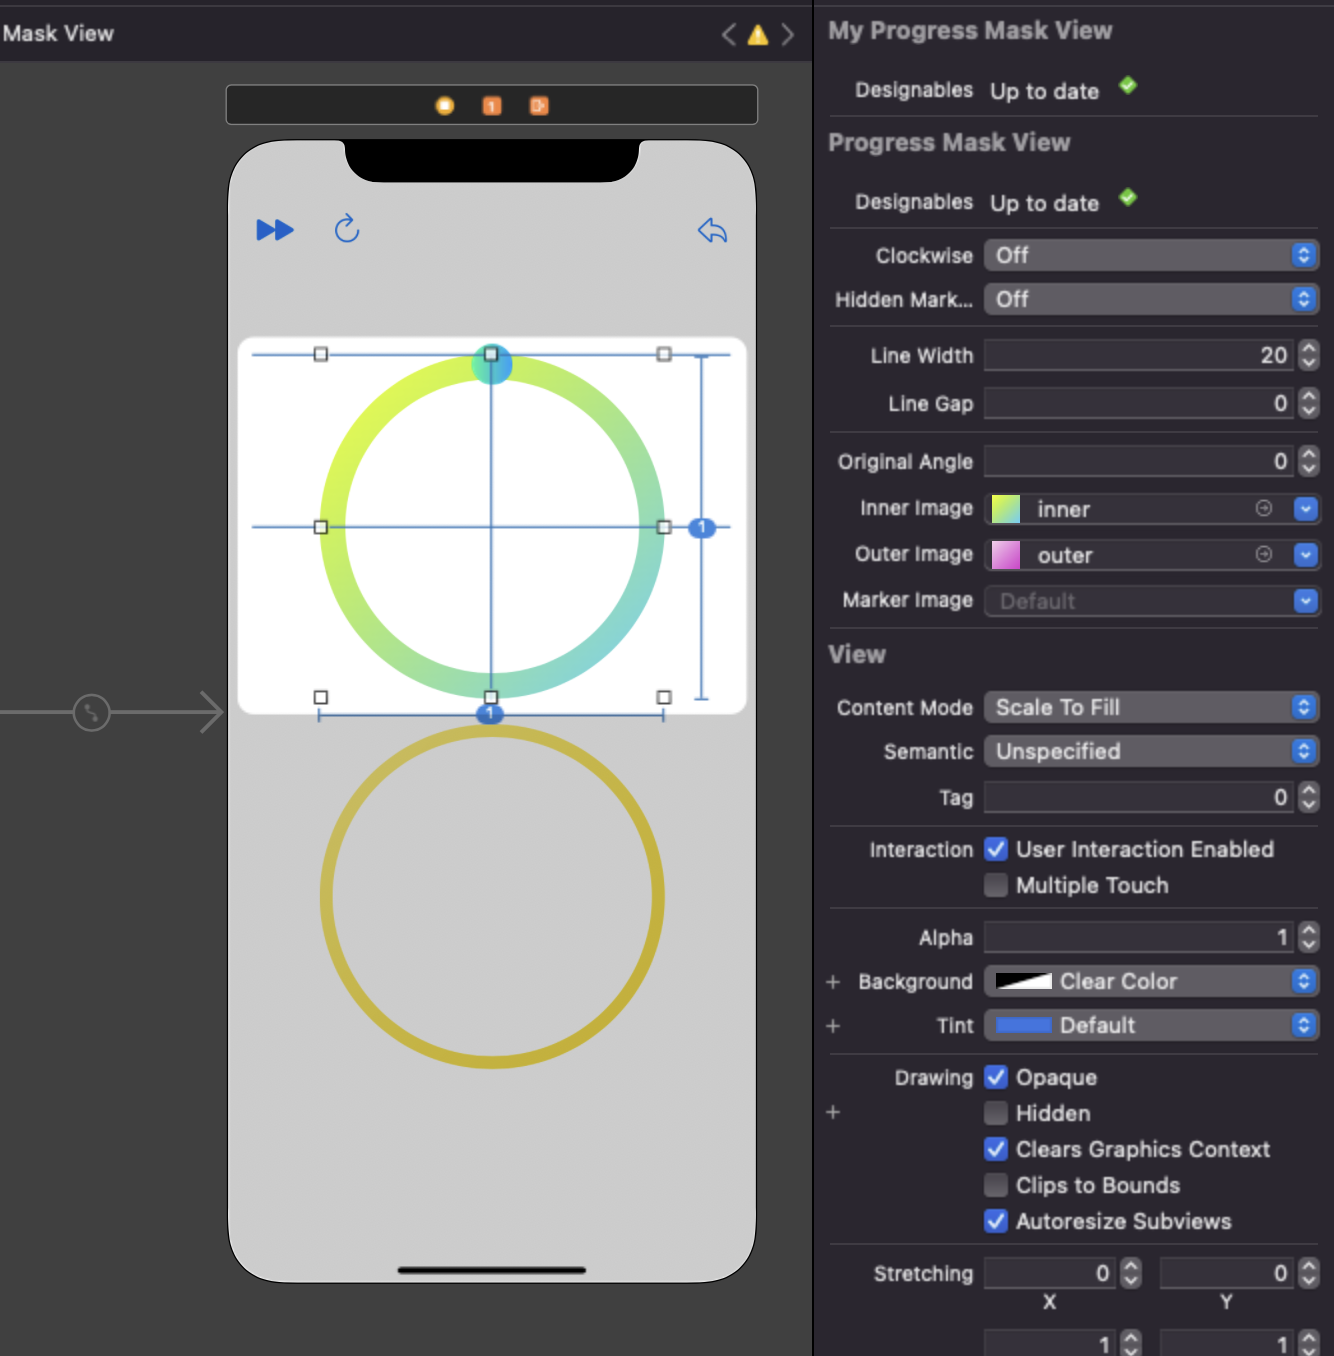 Mask View
1
1
1
My Progress Mask View
Designables Up to date
Progress Mask View
Designables Up to date
Clockwise Off
Hidden Mark... Off
Line Width 20
Line Gap 0
Original Angle 0
Inner Image inner
Outer Image outer
Marker Image Default
View
Content Mode Scale To Fill
Semantic Unspecified
Tag 0
Interaction User Interaction Enabled
Multiple Touch
Alpha 1
+ Background Clear Color
+ Tint Default
Drawing Opaque
+ Hidden
Clears Graphics Context
Clips to Bounds
Autoresize Subviews
Stretching 0 0
X Y
1 1